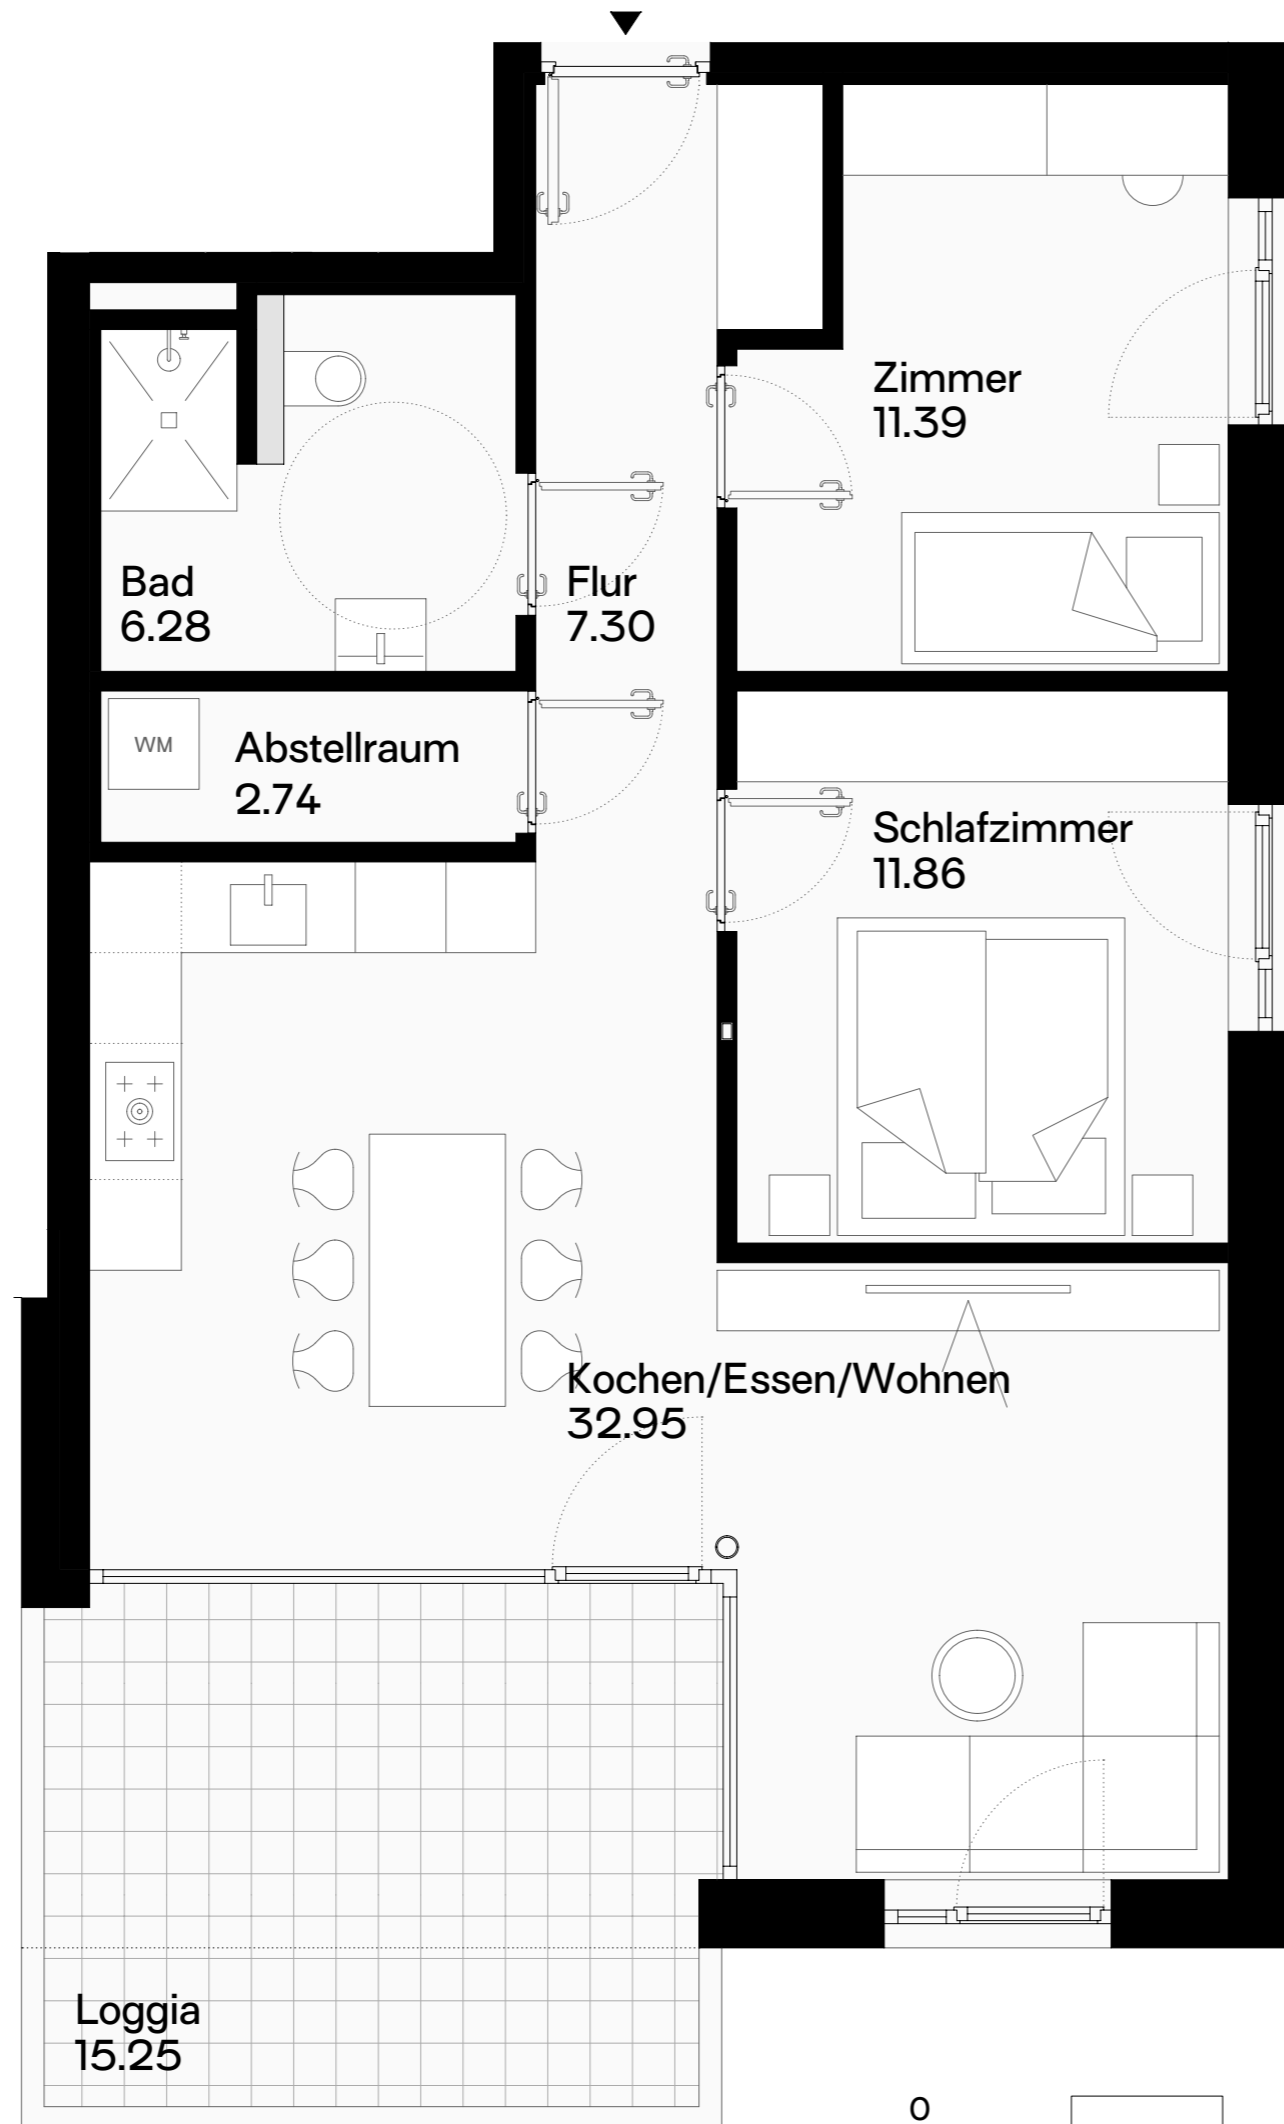 Zimmer
11.39
Bad
6.28
Flur
7.30
WM
Abstellraum
2.74
Schlafzimmer
11.86
Kochen/Essen/Wohnen
32.95
Loggia
15.25
0